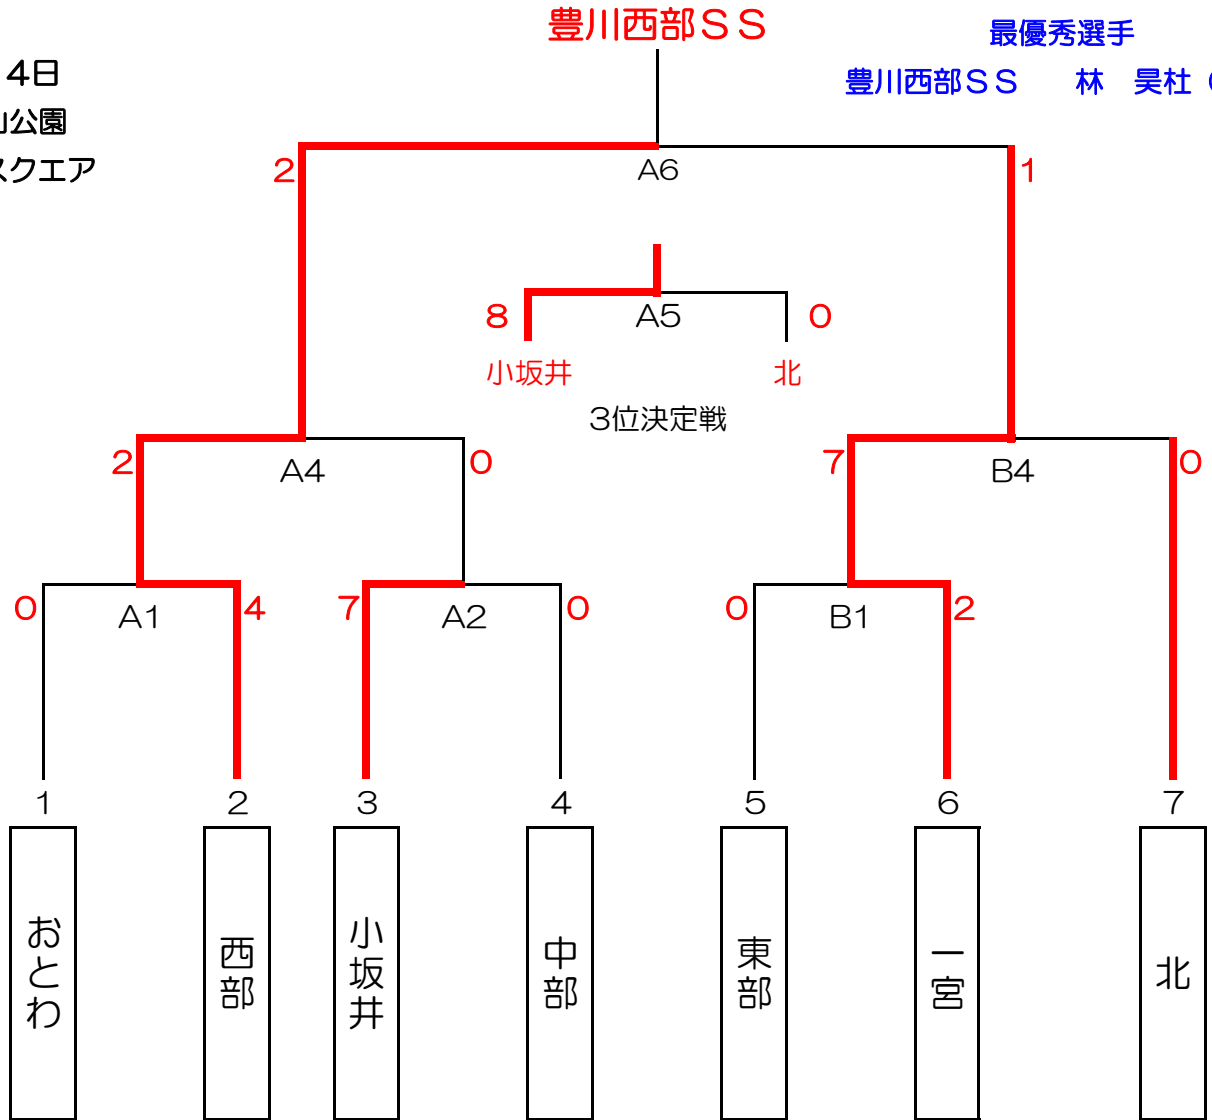 豊川西部ＳＳ
最優秀選手
4日
豊川西部ＳＳ　林　昊杜
公園
スクエア
2 A6 1
8 A5 0
小坂井 北
3位決定戦
2 A4 0 7 B4 0
0 A1 4 7 A2 0 0 B1 2
1 2 3 4 5 6 7
おとわ
西部
小坂井
中部
東部
一宮
北